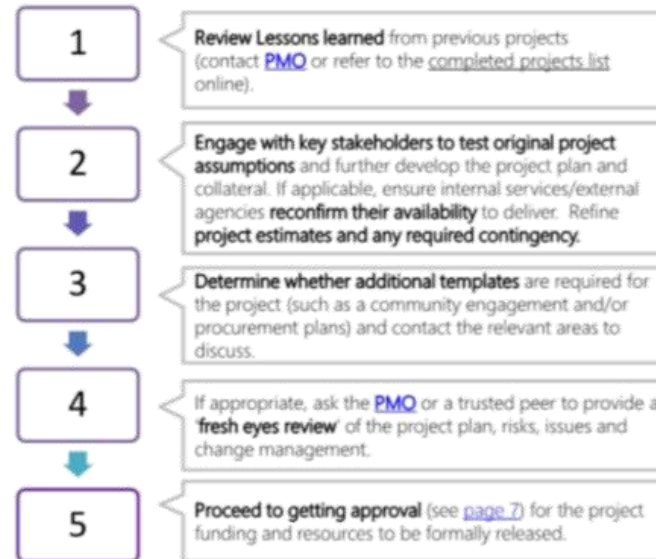 1
Review Lessons learned from previous projects
(contact PMO or refer to the completed projects list
online).
2
Engage with key stakeholders to test original project
assumptions and further develop the project plan and
collateral. If applicable, ensure internal services/external
agencies reconfirm their availability to deliver. Refine
project estimates and any required contingency.
3
Determine whether additional templates are required for
the project (such as a community engagement and/or
procurement plans) and contact the relevant areas to
discuss.
4
If appropriate, ask the PMO or a trusted peer to provide a
'fresh eyes review' of the project plan, risks, issues and
change management.
5
Proceed to getting approval (see page 7) for the project
funding and resources to be formally released.